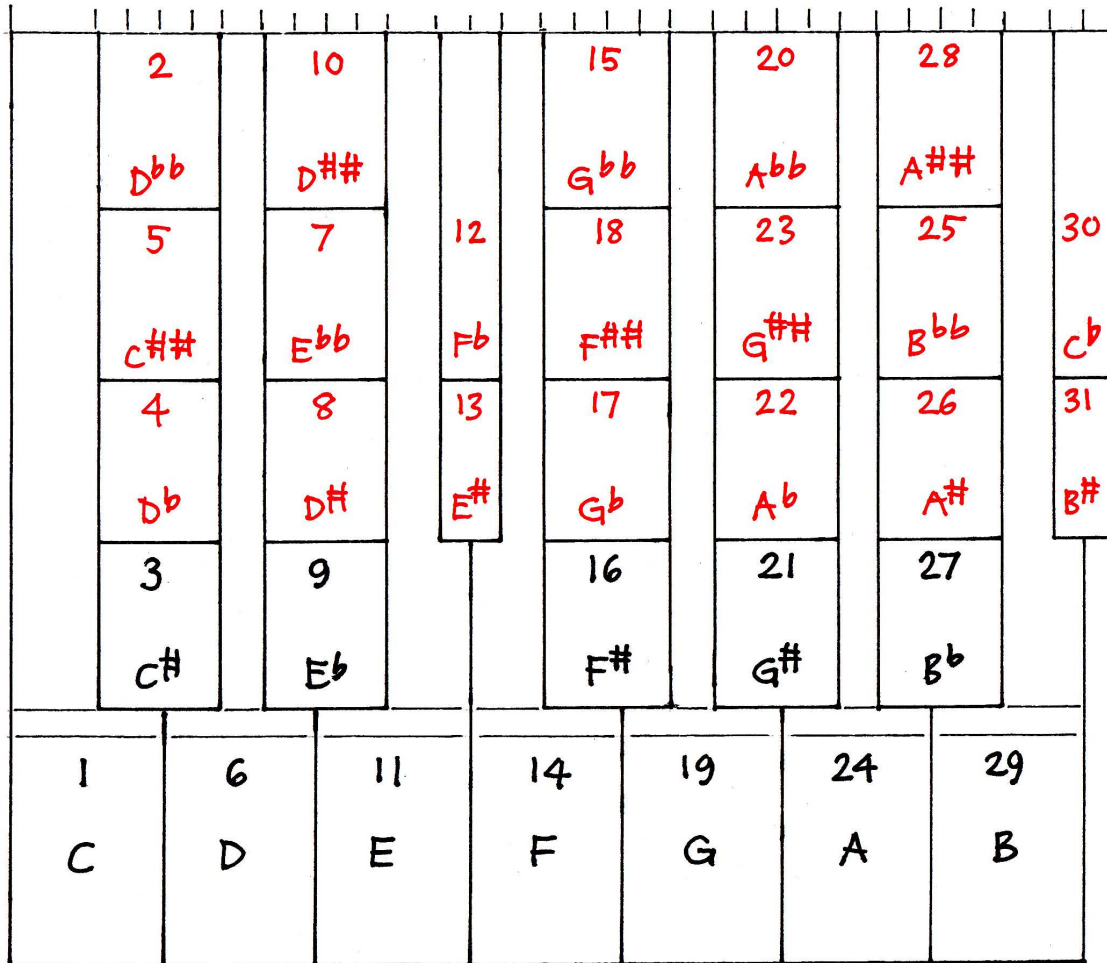 2 10 15 20 28
D♭♭ D## G♭♭ A♭♭ A##
5 7 12 18 23 25 30
C## E♭♭ F♭ F## G## B♭♭ C♭
4 8 13 17 22 26 31
D♭ D# E# G♭ A♭ A# B#
3 9 16 21 27
C# E♭ F# G# B♭
1 6 11 14 19 24 29
C D E F G A B